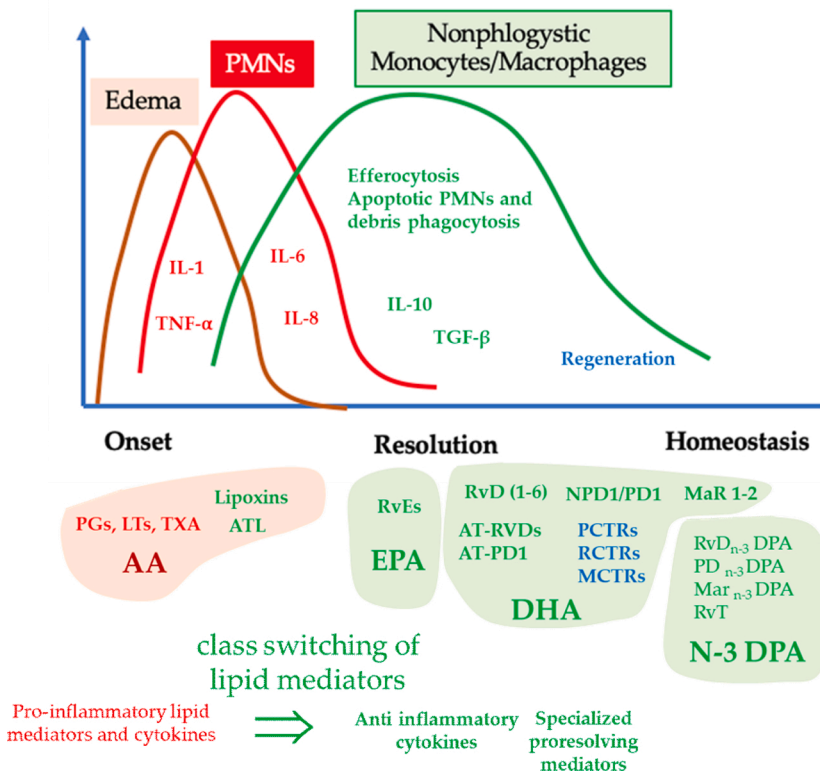 Nonphlogystic
Monocytes/Macrophages
PMNs
Edema
Efferocytosis
Apoptotic PMNs and
debris phagocytosis
IL-1
IL-6
TNF-α
IL-8
IL-10
TGF-β
Regeneration
Onset
Resolution
Homeostasis
PGs, LTs, TXA
Lipoxins
ATL
AA
RvEs
EPA
RvD (1-6)
NPD1/PD1
MaR 1-2
AT-RVDs
AT-PD1
PCTRs
RCTRs
MCTRs
DHA
RvDn-3 DPA
PD n-3 DPA
Mar n-3 DPA
RvT
N-3 DPA
class switching of
lipid mediators
Pro-inflammatory lipid
mediators and cytokines
Anti inflammatory
cytokines
Specialized
proresolving
mediators